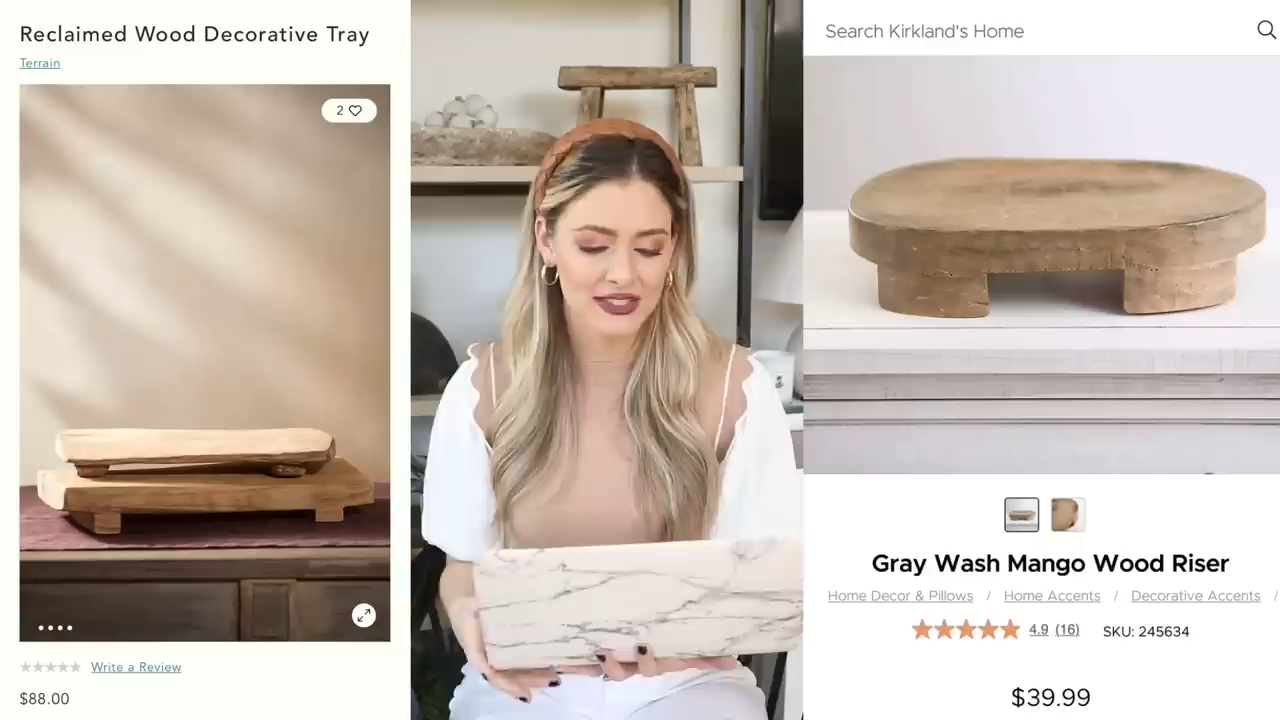 Reclaimed Wood Decorative Tray
Terrain
2
Write a Review
$88.00
Search Kirkland's Home
Gray Wash Mango Wood Riser
Home Decor & Pillows / Home Accents / Decorative Accents /
4.9 (16) SKU: 245634
$39.99